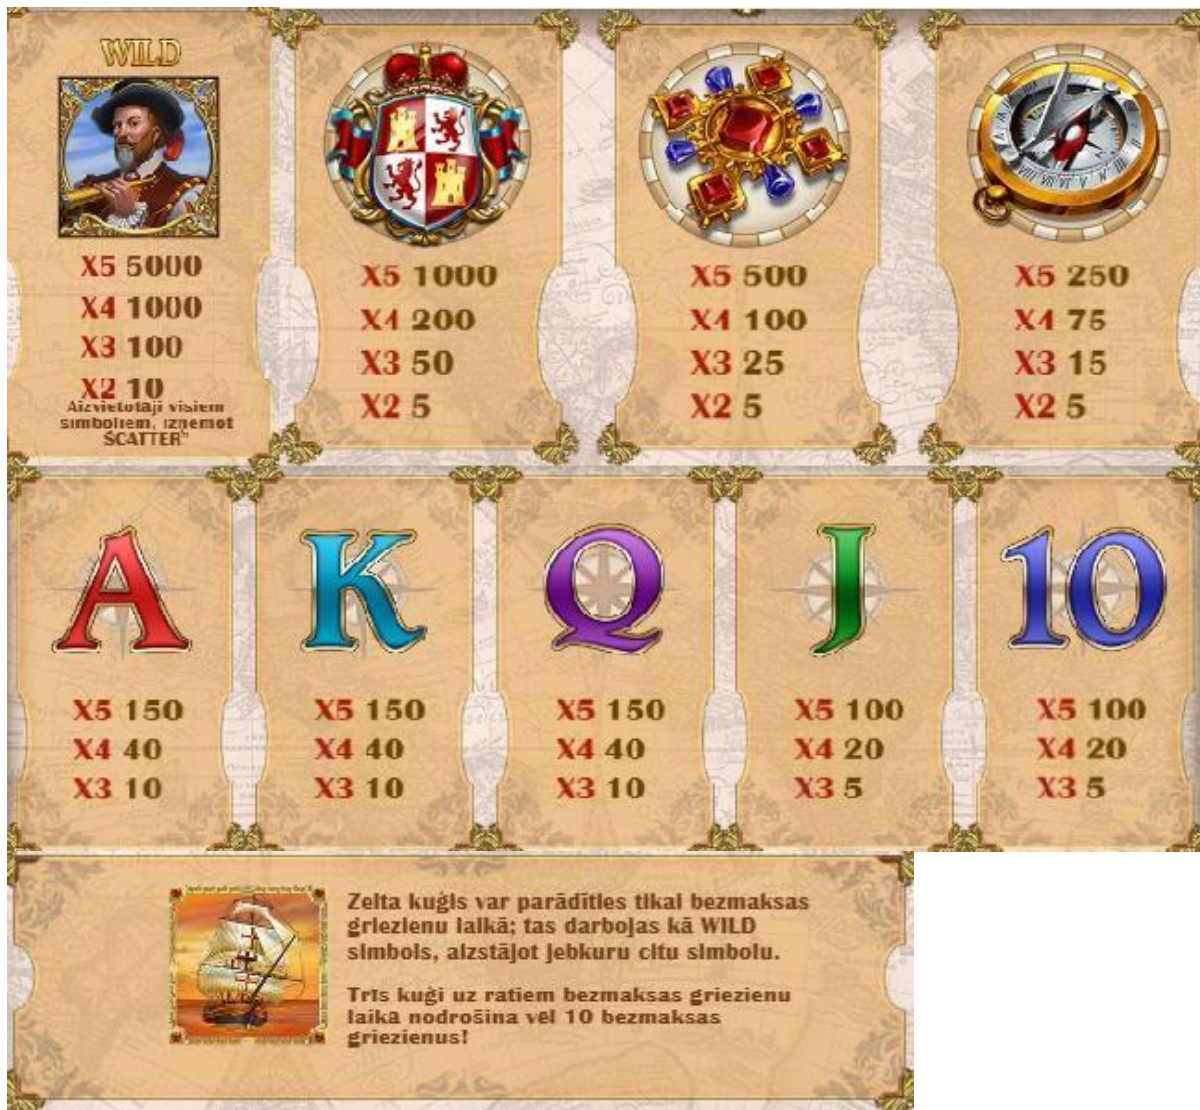 WILD
X5 5000
X4 1000
X3 100
X2 10
Aizvietotāji visiem
simboliem, izņemot
SCATTER™
X5 1000
X4 200
X3 50
X2 5
X5 500
X4 100
X3 25
X2 5
X5 250
X4 75
X3 15
X2 5
A
X5 150
X4 40
X3 10
K
X5 150
X4 40
X3 10
Q
X5 150
X4 40
X3 10
J
X5 100
X4 20
X3 5
10
X5 100
X4 20
X3 5
Zelta kuģis var parādīties tikai bezmaksas
griezienu laikā; tas darbojas kā WILD
simbols, aizstājot jebkuru citu simbolu.
Trīs kuģi uz ratiem bezmaksas griezienu
laikā nodrošina vēl 10 bezmaksas
griezienus!